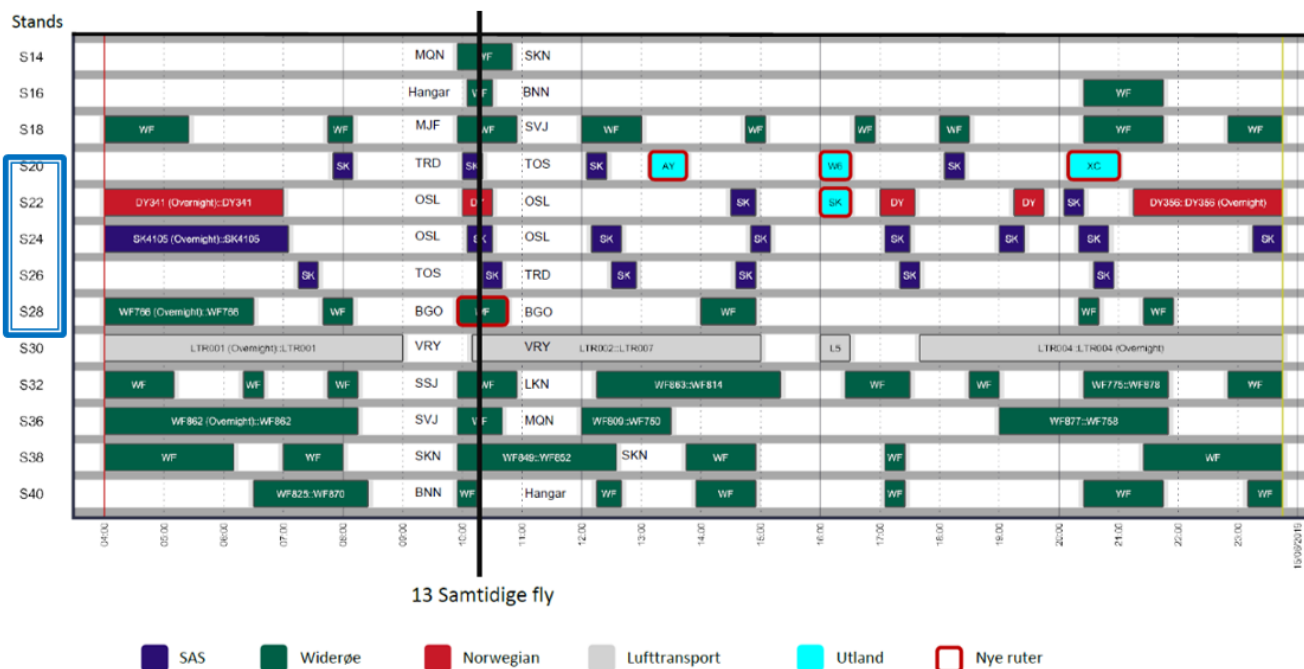 Stands
S14 MQN WF SKN
S16 Hangar WF BNN WF
S18 WF WF MJF WF SVJ WF WF WF WF WF WF
S20 SK TRD SK TOS SK AY W6 SK XC
S22 DY341 (Overnight)::DY341 OSL DY OSL SK SK DY DY SK DY356::DY356 (Overnight)
S24 SK4105 (Overnight)::SK4105 OSL SK OSL SK SK SK SK SK SK
S26 SK TOS SK TRD SK SK SK SK
S28 WF766 (Overnight)::WF766 WF BGO WF BGO WF WF WF
S30 LTR001 (Overnight)::LTR001 VRY VRY LTR002::LTR007 L5 LTR004::LTR004 (Overnight)
S32 WF WF WF SSJ WF LKN WF863::WF814 WF WF WF775::WF878 WF
S36 WF862 (Overnight)::WF862 SVJ WF MQN WF809::WF750 WF877::WF758
S38 WF WF SKN WF849::WF852 SKN WF WF WF
S40 WF825::WF870 BNN WF Hangar WF WF WF WF WF
04:00 05:00 06:00 07:00 08:00 09:00 10:00 11:00 12:00 13:00 14:00 15:00 16:00 17:00 18:00 19:00 20:00 21:00 22:00 23:00 15/06/2019
13 Samtidige fly
SAS Widerøe Norwegian Lufttransport Utland Nye ruter